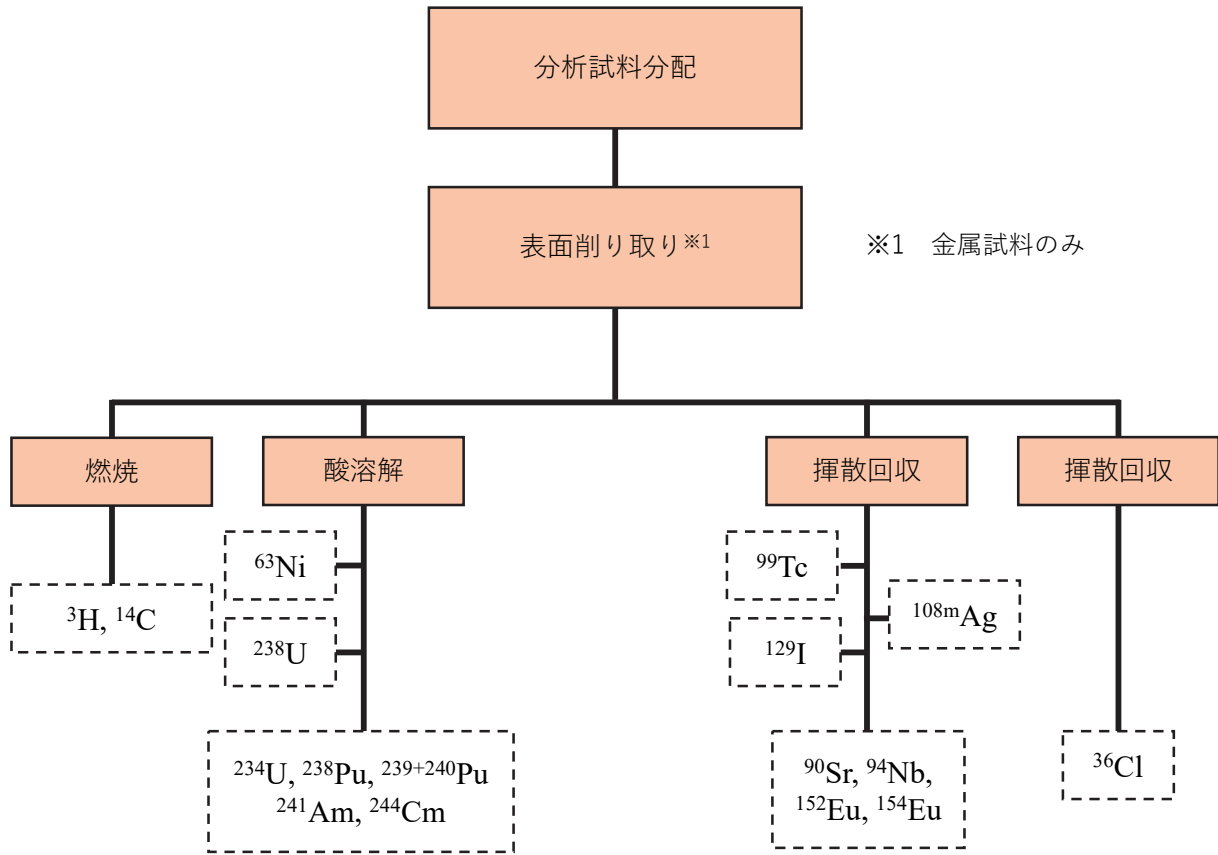 分析試料分配
表面削り取り※1
※1　金属試料のみ
燃焼
酸溶解
揮散回収
揮散回収
³H, ¹⁴C
⁶³Ni
²³⁸U
²³⁴U, ²³⁸Pu, ²³⁹⁺²⁴⁰Pu
²⁴¹Am, ²⁴⁴Cm
⁹⁹Tc
¹⁰⁸ᵐAg
¹²⁹I
⁹⁰Sr, ⁹⁴Nb,
¹⁵²Eu, ¹⁵⁴Eu
³⁶Cl